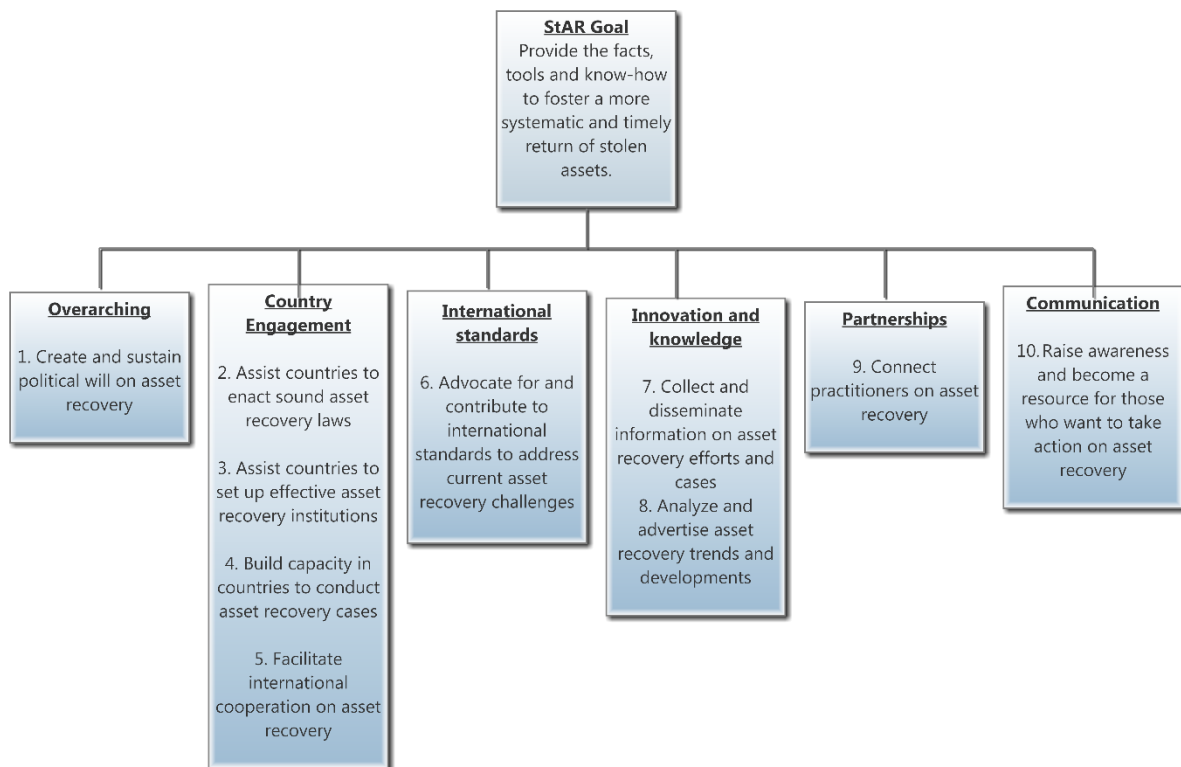 StAR Goal
Provide the facts,
tools and know-how
to foster a more
systematic and timely
return of stolen
assets.
Overarching
1. Create and sustain
political will on asset
recovery
Country
Engagement
2. Assist countries to
enact sound asset
recovery laws
3. Assist countries to
set up effective asset
recovery institutions
4. Build capacity in
countries to conduct
asset recovery cases
5. Facilitate
international
cooperation on asset
recovery
International
standards
6. Advocate for and
contribute to
international
standards to address
current asset
recovery challenges
Innovation and
knowledge
7. Collect and
disseminate
information on asset
recovery efforts and
cases
8. Analyze and
advertise asset
recovery trends and
developments
Partnerships
9. Connect
practitioners on asset
recovery
Communication
10. Raise awareness
and become a
resource for those
who want to take
action on asset
recovery